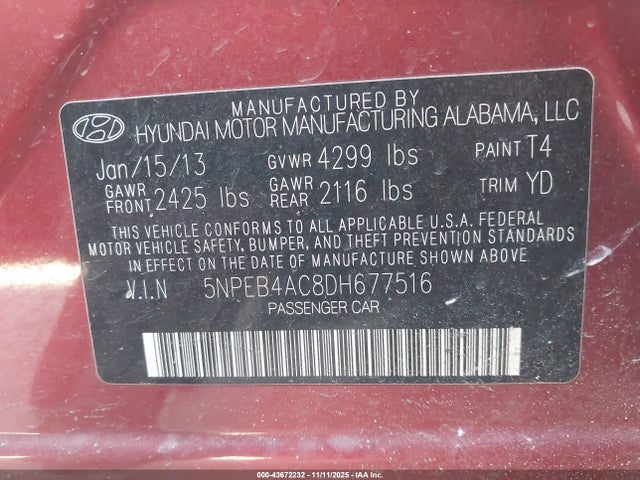 MANUFACTURED BY
HYUNDAI MOTOR MANUFACTURING ALABAMA, LLC
Jan/15/13 GVWR 4299 lbs PAINT T4
GAWR FRONT 2425 lbs GAWR REAR 2116 lbs TRIM YD
THIS VEHICLE CONFORMS TO ALL APPLICABLE U.S.A. FEDERAL
MOTOR VEHICLE SAFETY, BUMPER, AND THEFT PREVENTION STANDARDS
IN EFFECT ON THE DATE OF MANUFACTURE SHOWN ABOVE.
V.I.N 5NPEB4AC8DH677516
PASSENGER CAR
000-43672232 - 11/11/2025 - IAA Inc.